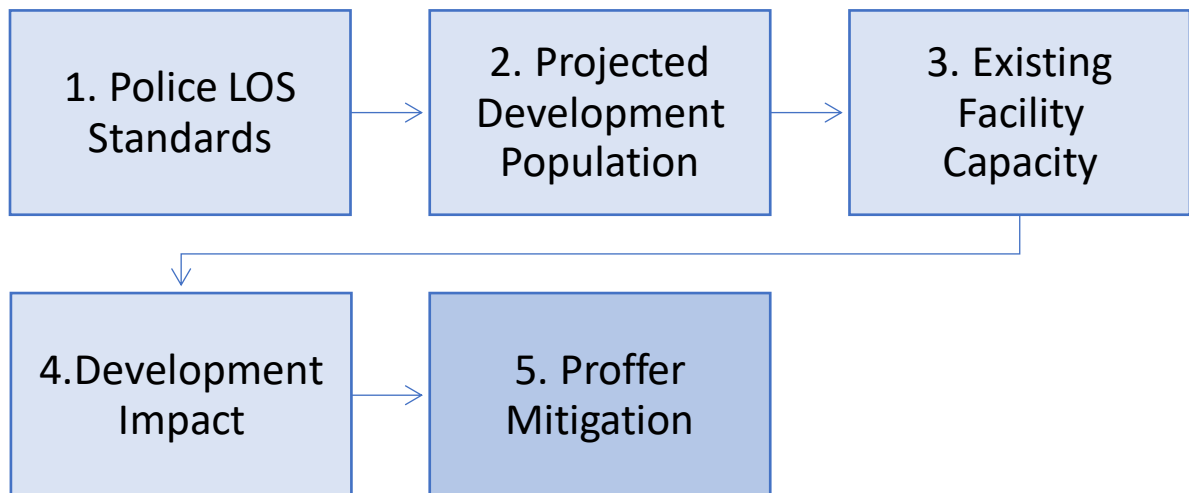 1. Police LOS
Standards
2. Projected
Development
Population
3. Existing
Facility
Capacity
4.Development
Impact
5. Proffer
Mitigation